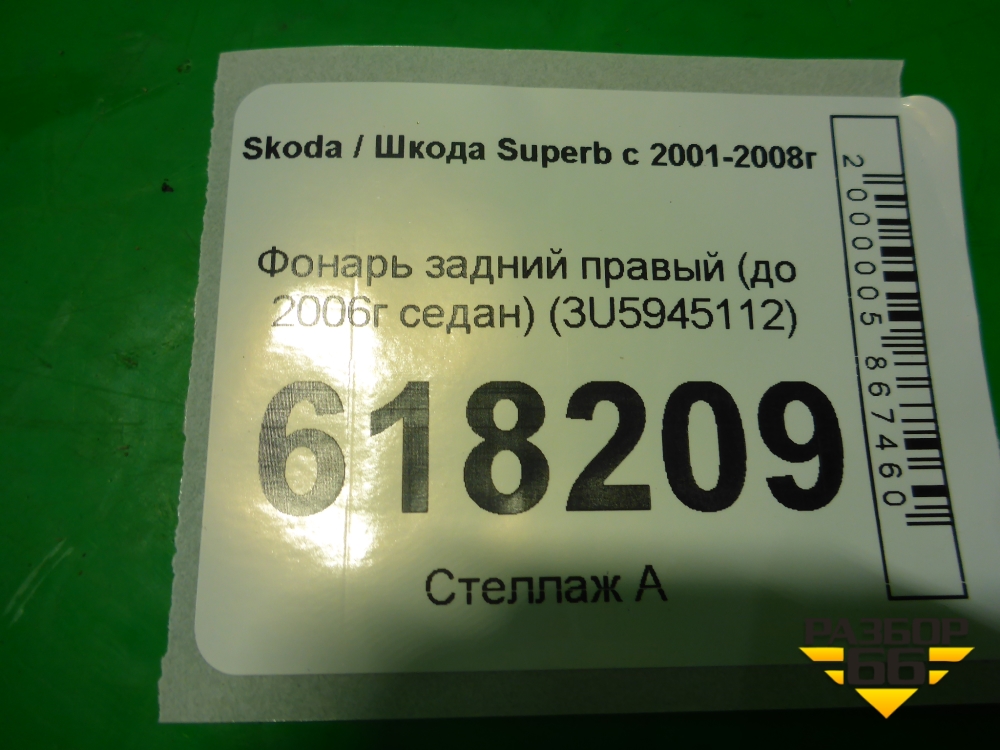 Skoda / Шкода Superb с 2001-2008г
Фонарь задний правый (до
2006г седан) (3U5945112)
618209
Стеллаж А
2000005867460
РАЗБОР
66